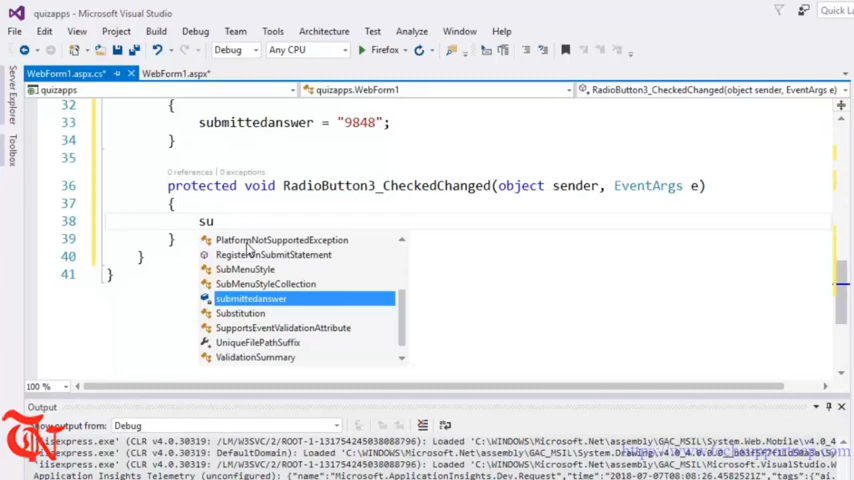 quizapps - Microsoft Visual Studio
Quick La
File Edit View Project Build Debug Team Tools Architecture Test Analyze Window Help
Debug Any CPU Firefox
WebForm1.aspx.cs* WebForm1.aspx*
quizapps quizapps.WebForm1 RadioButton3_CheckedChanged(object sender, EventArgs e)
Server Explorer
Toolbox
32 {
33 submittedanswer = "9848";
34 }
35
0 references | 0 exceptions
36 protected void RadioButton3_CheckedChanged(object sender, EventArgs e)
37 {
38 su
39 }
40 }
41 }
PlatformNotSupportedException
RegisterOnSubmitStatement
SubMenuStyle
SubMenuStyleCollection
submittedanswer
Substitution
SupportsEventValidationAttribute
UniqueFilePathSuffix
ValidationSummary
100 %
Output
Show output from: Debug
'iisexpress.exe' (CLR v4.0.30319: /LM/W3SVC/2/ROOT-1-131754245038088796): Loaded 'C:\WINDOWS\Microsoft.Net\assembly\GAC_MSIL\System.Web.Mobile\v4.0_4
'iisexpress.exe' (CLR v4.0.30319: DefaultDomain): Loaded 'C:\WINDOWS\Microsoft.Net\assembly\GAC_MSIL\System.Drawing\v4.0_4.0.0.0
'iisexpress.exe' (CLR v4.0.30319: /LM/W3SVC/2/ROOT-1-131754245038088796): Loaded 'C:\WINDOWS\Microsoft.Net\assembly\GAC_MSIL\Microsoft.VisualStudio.W
Application Insights Telemetry (unconfigured): {"name":"Microsoft.ApplicationInsights.Dev.Request","time":"2018-07-07T08:08:26.4582521Z","tags":{"ai.